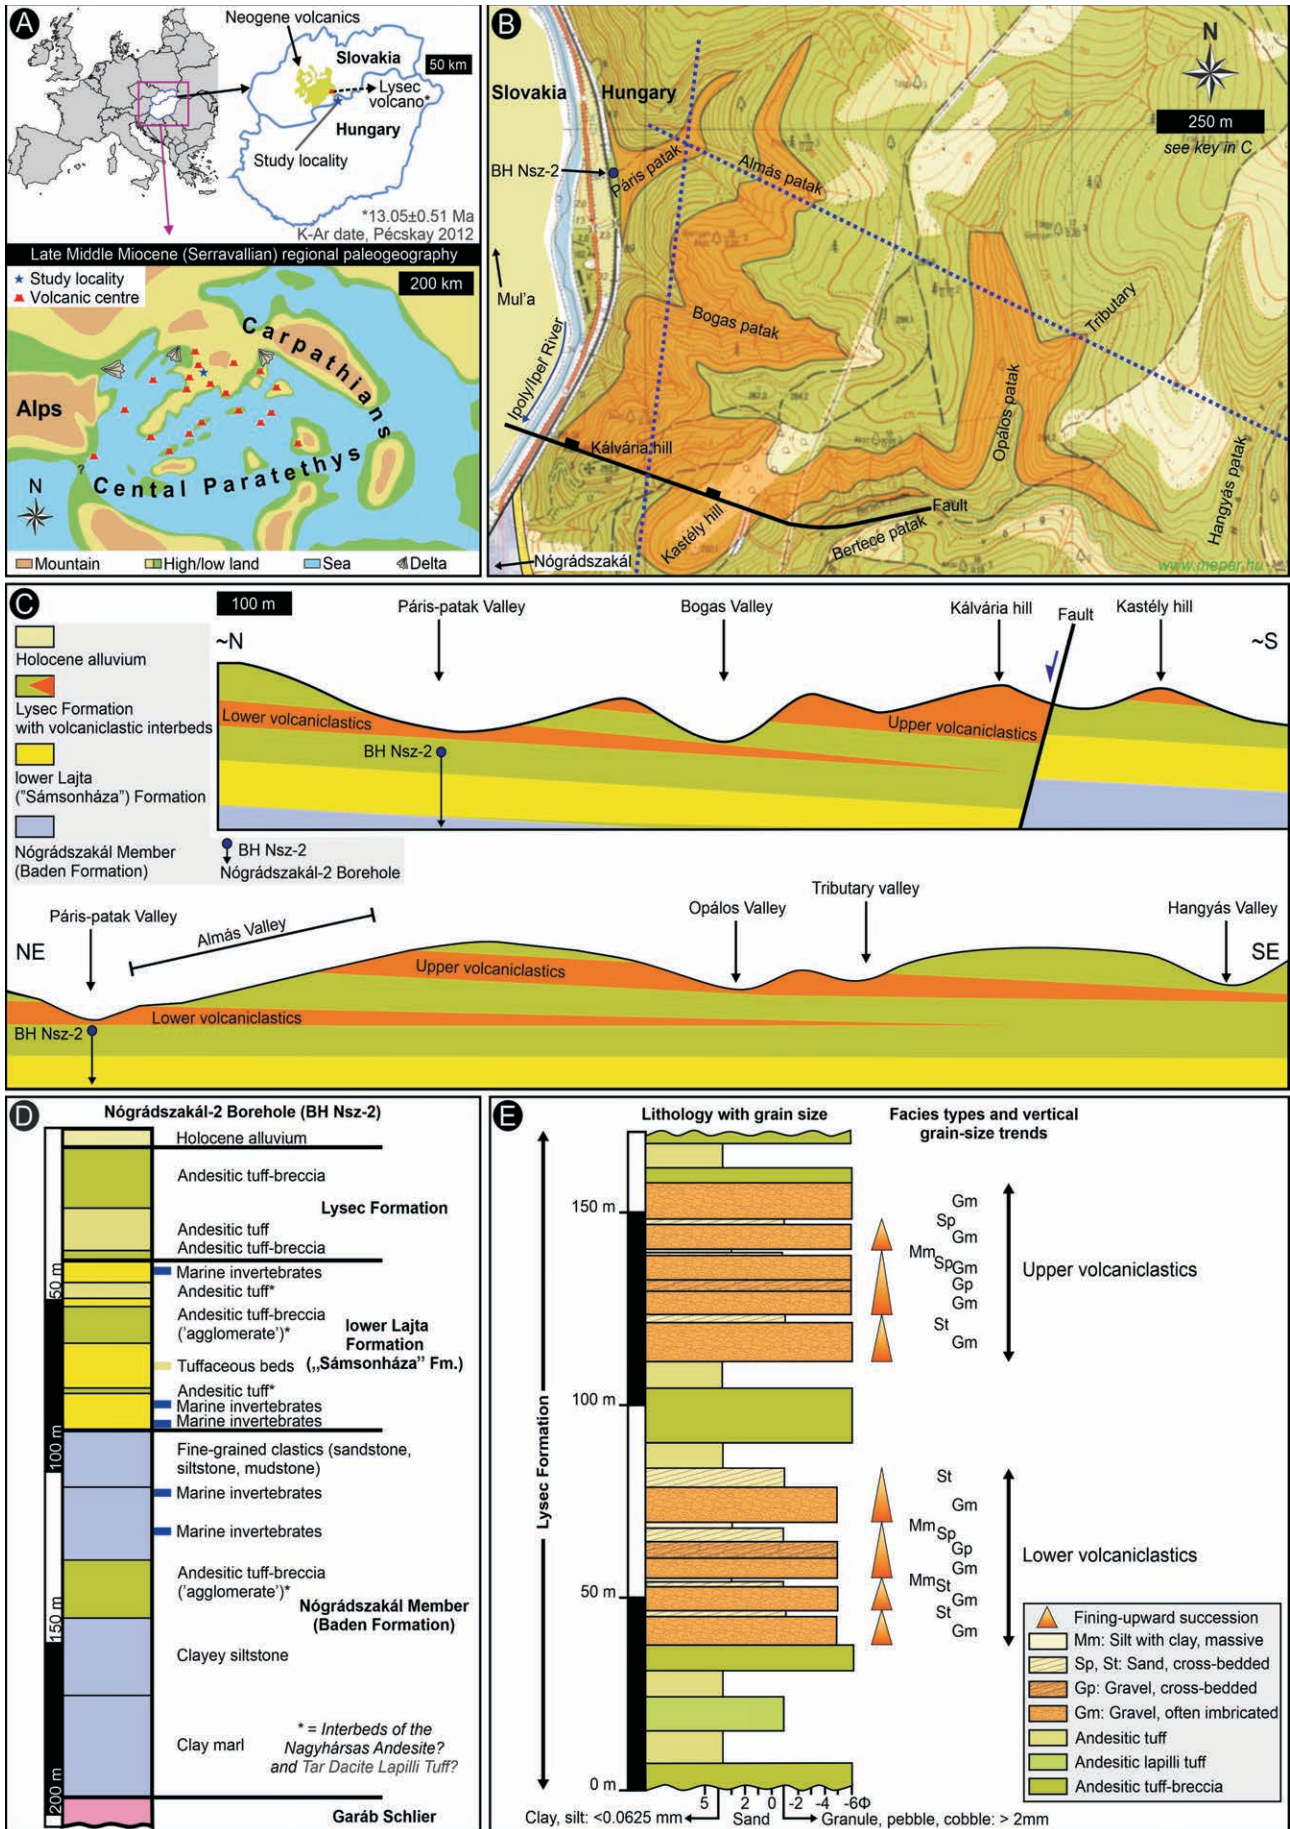 A
Neogene volcanics
Slovakia
50 km
Lysec
volcano*
Hungary
Study locality
*13.05±0.51 Ma
K-Ar date, Pécskay 2012
Late Middle Miocene (Serravallian) regional paleogeography
Study locality
Volcanic centre
200 km
Carpathians
Alps
?
Cental Paratethys
N
Mountain
High/low land
Sea
Delta
B
N
Slovakia
Hungary
250 m
see key in C
BH Nsz-2
Páris patak
Almás patak
Mul'a
Bogas patak
Tributary
Ipoly/Ipeľ River
Opálos patak
Kálvária hill
Hangyás patak
Kastély hill
Fault
Bertece patak
Nógrádszakál
www.mepar.hu
C
Holocene alluvium
Lysec Formation
with volcaniclastic interbeds
lower Lajta
("Sámsonháza") Formation
Nógrádszakál Member
(Baden Formation)
100 m
Páris-patak Valley
Bogas Valley
Kálvária hill
Fault
Kastély hill
~N
~S
Lower volcaniclastics
Upper volcaniclastics
BH Nsz-2
BH Nsz-2
Nógrádszakál-2 Borehole
Páris-patak Valley
Almás Valley
Opálos Valley
Tributary valley
Hangyás Valley
NE
SE
Upper volcaniclastics
Lower volcaniclastics
BH Nsz-2
D
Nógrádszakál-2 Borehole (BH Nsz-2)
Holocene alluvium
Andesitic tuff-breccia
Lysec Formation
Andesitic tuff
Andesitic tuff-breccia
Marine invertebrates
50 m
Andesitic tuff*
Andesitic tuff-breccia
('agglomerate')*
lower Lajta
Formation
(„Sámsonháza” Fm.)
Tuffaceous beds
Andesitic tuff*
Marine invertebrates
Marine invertebrates
100 m
Fine-grained clastics (sandstone,
siltstone, mudstone)
Marine invertebrates
Marine invertebrates
Andesitic tuff-breccia
('agglomerate')*
150 m
Nógrádszakál Member
(Baden Formation)
Clayey siltstone
Clay marl
* = Interbeds of the
Nagyhársas Andesite?
and Tar Dacite Lapilli Tuff?
200 m
Garáb Schlier
E
Lithology with grain size
Facies types and vertical
grain-size trends
Lysec Formation
150 m
100 m
50 m
0 m
Gm
Sp
Gm
Mm
Sp
Gm
Gp
Gm
St
Gm
Upper volcaniclastics
St
Gm
Mm
Sp
Gp
Gm
Mm
St
Gm
St
Gm
Lower volcaniclastics
Fining-upward succession
Mm: Silt with clay, massive
Sp, St: Sand, cross-bedded
Gp: Gravel, cross-bedded
Gm: Gravel, often imbricated
Andesitic tuff
Andesitic lapilli tuff
Andesitic tuff-breccia
5 2 0 -2 -4 -6Φ
Clay, silt: <0.0625 mm
Sand
Granule, pebble, cobble: > 2mm